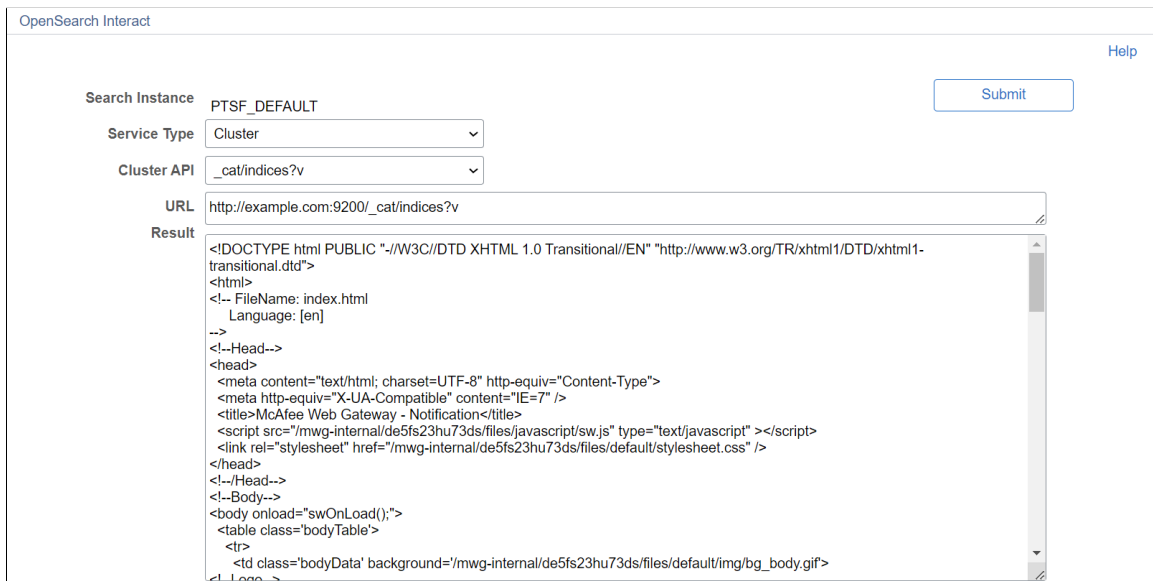 OpenSearch Interact
Help
Search Instance PTSF_DEFAULT
Submit
Service Type Cluster
Cluster API _cat/indices?v
URL http://example.com:9200/_cat/indices?v
Result
<!DOCTYPE html PUBLIC "-//W3C//DTD XHTML 1.0 Transitional//EN" "http://www.w3.org/TR/xhtml1/DTD/xhtml1-
transitional.dtd">
<html>
<!-- FileName: index.html
Language: [en]
-->
<!--Head-->
<head>
<meta content="text/html; charset=UTF-8" http-equiv="Content-Type">
<meta http-equiv="X-UA-Compatible" content="IE=7" />
<title>McAfee Web Gateway - Notification</title>
<script src="/mwg-internal/de5fs23hu73ds/files/javascript/sw.js" type="text/javascript" ></script>
<link rel="stylesheet" href="/mwg-internal/de5fs23hu73ds/files/default/stylesheet.css" />
</head>
<!--/Head-->
<!--Body-->
<body onload="swOnLoad();">
<table class='bodyTable'>
<tr>
<td class='bodyData' background='/mwg-internal/de5fs23hu73ds/files/default/img/bg_body.gif'>
<!--Logo-->